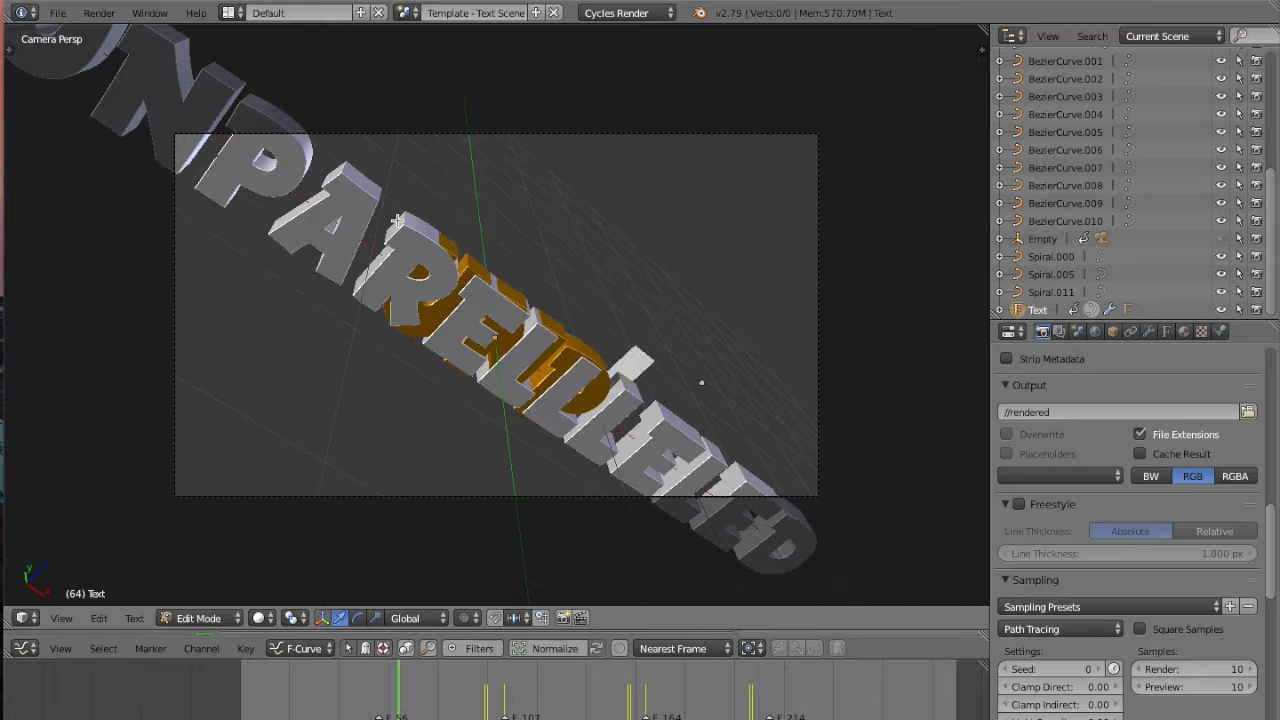 File Render Window Help Default Template - Text Scene Cycles Render v2.79 | Verts:0/0 | Mem:570.70M | Text
Camera Persp
View Search Current Scene
BezierCurve.001
BezierCurve.002
BezierCurve.003
BezierCurve.004
BezierCurve.005
BezierCurve.006
BezierCurve.007
BezierCurve.008
BezierCurve.009
BezierCurve.010
Empty
Spiral.000
Spiral.005
Spiral.011
Text
Strip Metadata
Output
//rendered
Overwrite File Extensions
Placeholders Cache Result
BW RGB RGBA
Freestyle
Line Thickness: Absolute Relative
Line Thickness: 1.000 px
Sampling
Sampling Presets
Path Tracing Square Samples
Settings: Samples:
Seed: 0 Render: 10
Clamp Direct: 0.00 Preview: 10
Clamp Indirect: 0.00
y
(64) Text
View Edit Text Edit Mode Global
View Select Marker Channel Key F-Curve Filters Normalize Nearest Frame
F_56 F_107 F_164 F_214